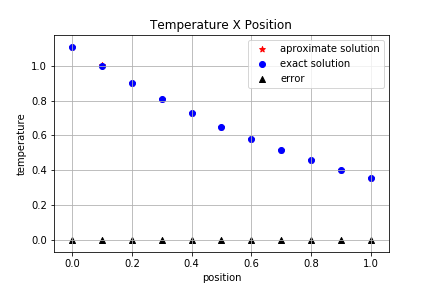 Temperature X Position
aproximate solution
exact solution
error
temperature
1.0
0.8
0.6
0.4
0.2
0.0
0.0 0.2 0.4 0.6 0.8 1.0
position